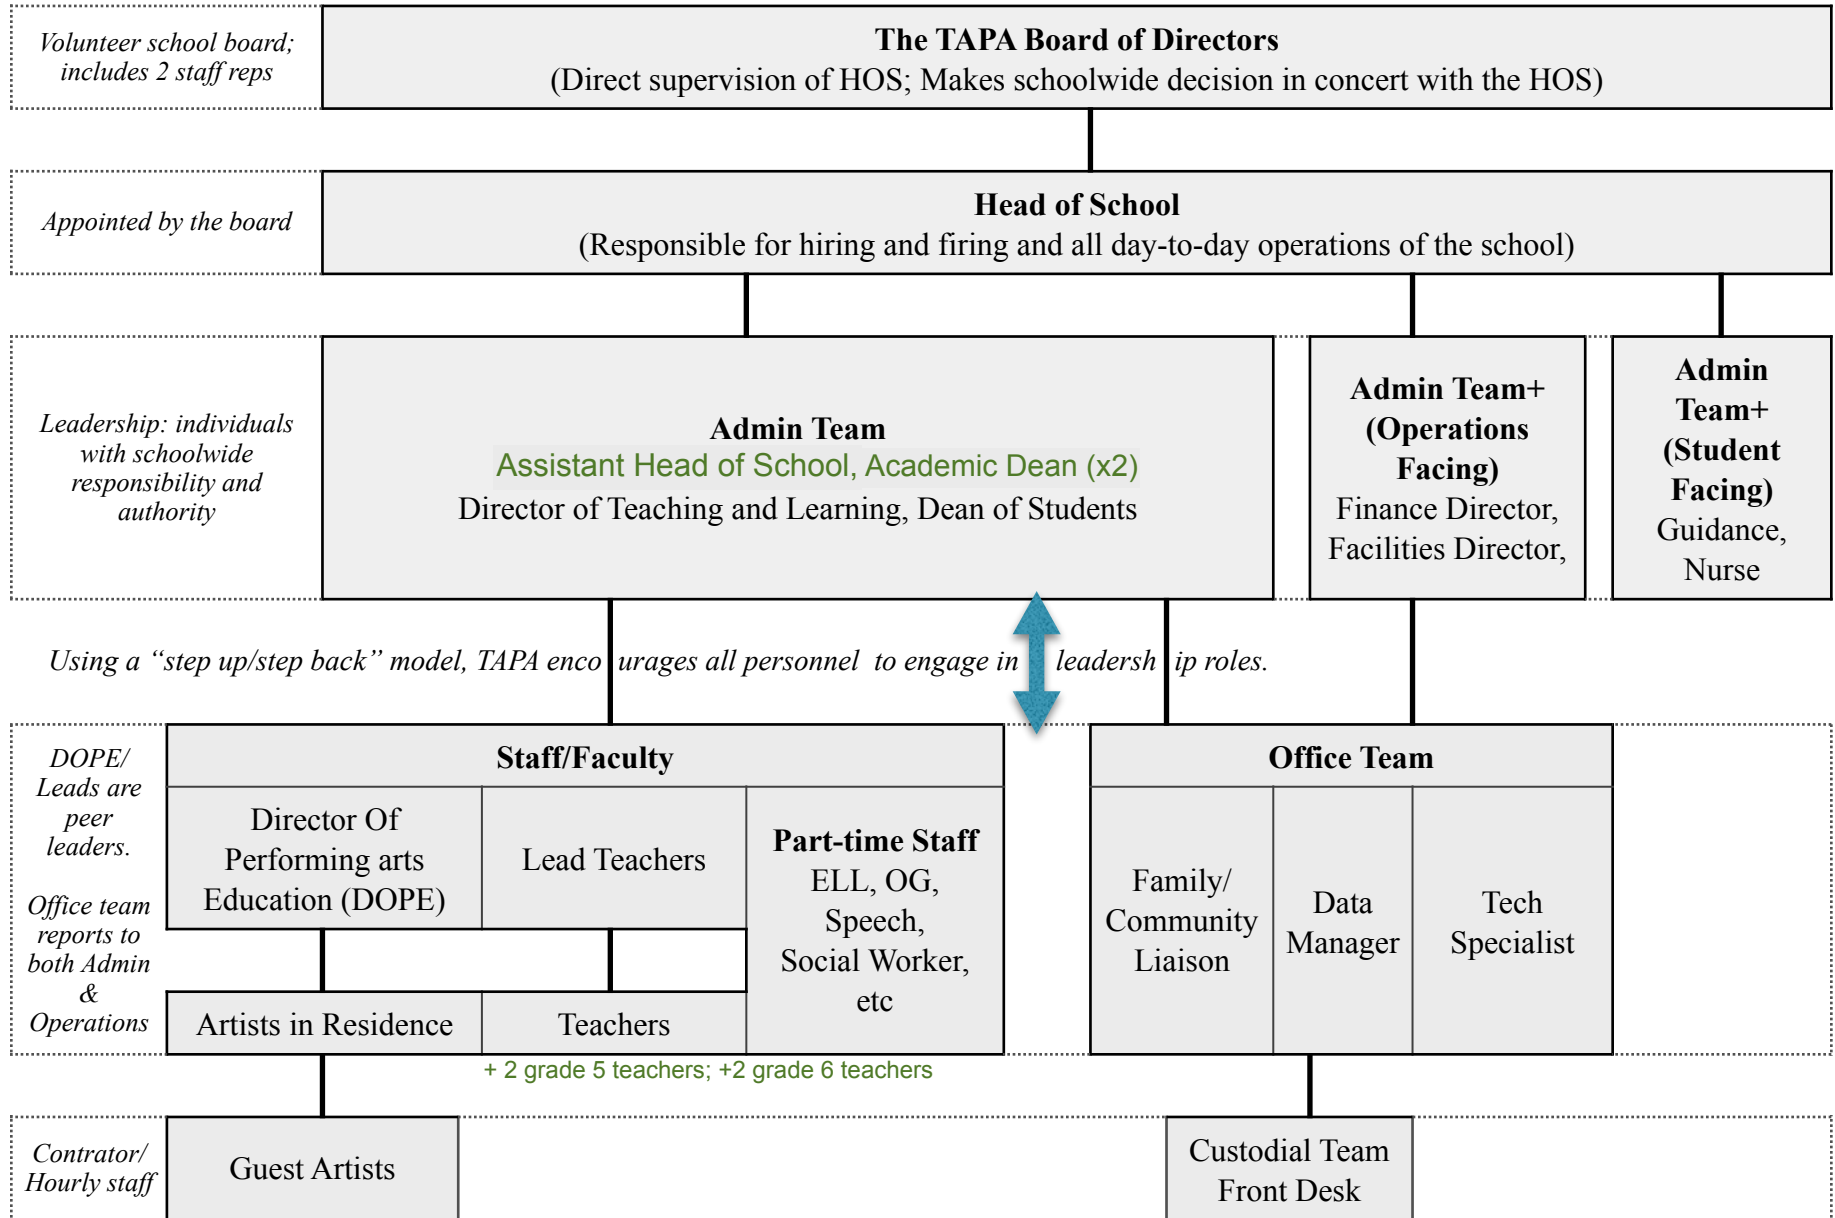 Volunteer school board;
includes 2 staff reps
The TAPA Board of Directors
(Direct supervision of HOS; Makes schoolwide decision in concert with the HOS)
Appointed by the board
Head of School
(Responsible for hiring and firing and all day-to-day operations of the school)
Leadership: individuals
with schoolwide
responsibility and
authority
Admin Team
Assistant Head of School, Academic Dean (x2)
Director of Teaching and Learning, Dean of Students
Admin Team+
(Operations
Facing)
Finance Director,
Facilities Director,
Admin
Team+
(Student
Facing)
Guidance,
Nurse
Using a “step up/step back” model, TAPA encourages all personnel to engage in leadership roles.
DOPE/
Leads are
peer
leaders.
Office team
reports to
both Admin
&
Operations
Staff/Faculty
Director Of
Performing arts
Education (DOPE)
Lead Teachers
Part-time Staff
ELL, OG,
Speech,
Social Worker,
etc
Artists in Residence
Teachers
+ 2 grade 5 teachers; +2 grade 6 teachers
Office Team
Family/
Community
Liaison
Data
Manager
Tech
Specialist
Contrator/
Hourly staff
Guest Artists
Custodial Team
Front Desk